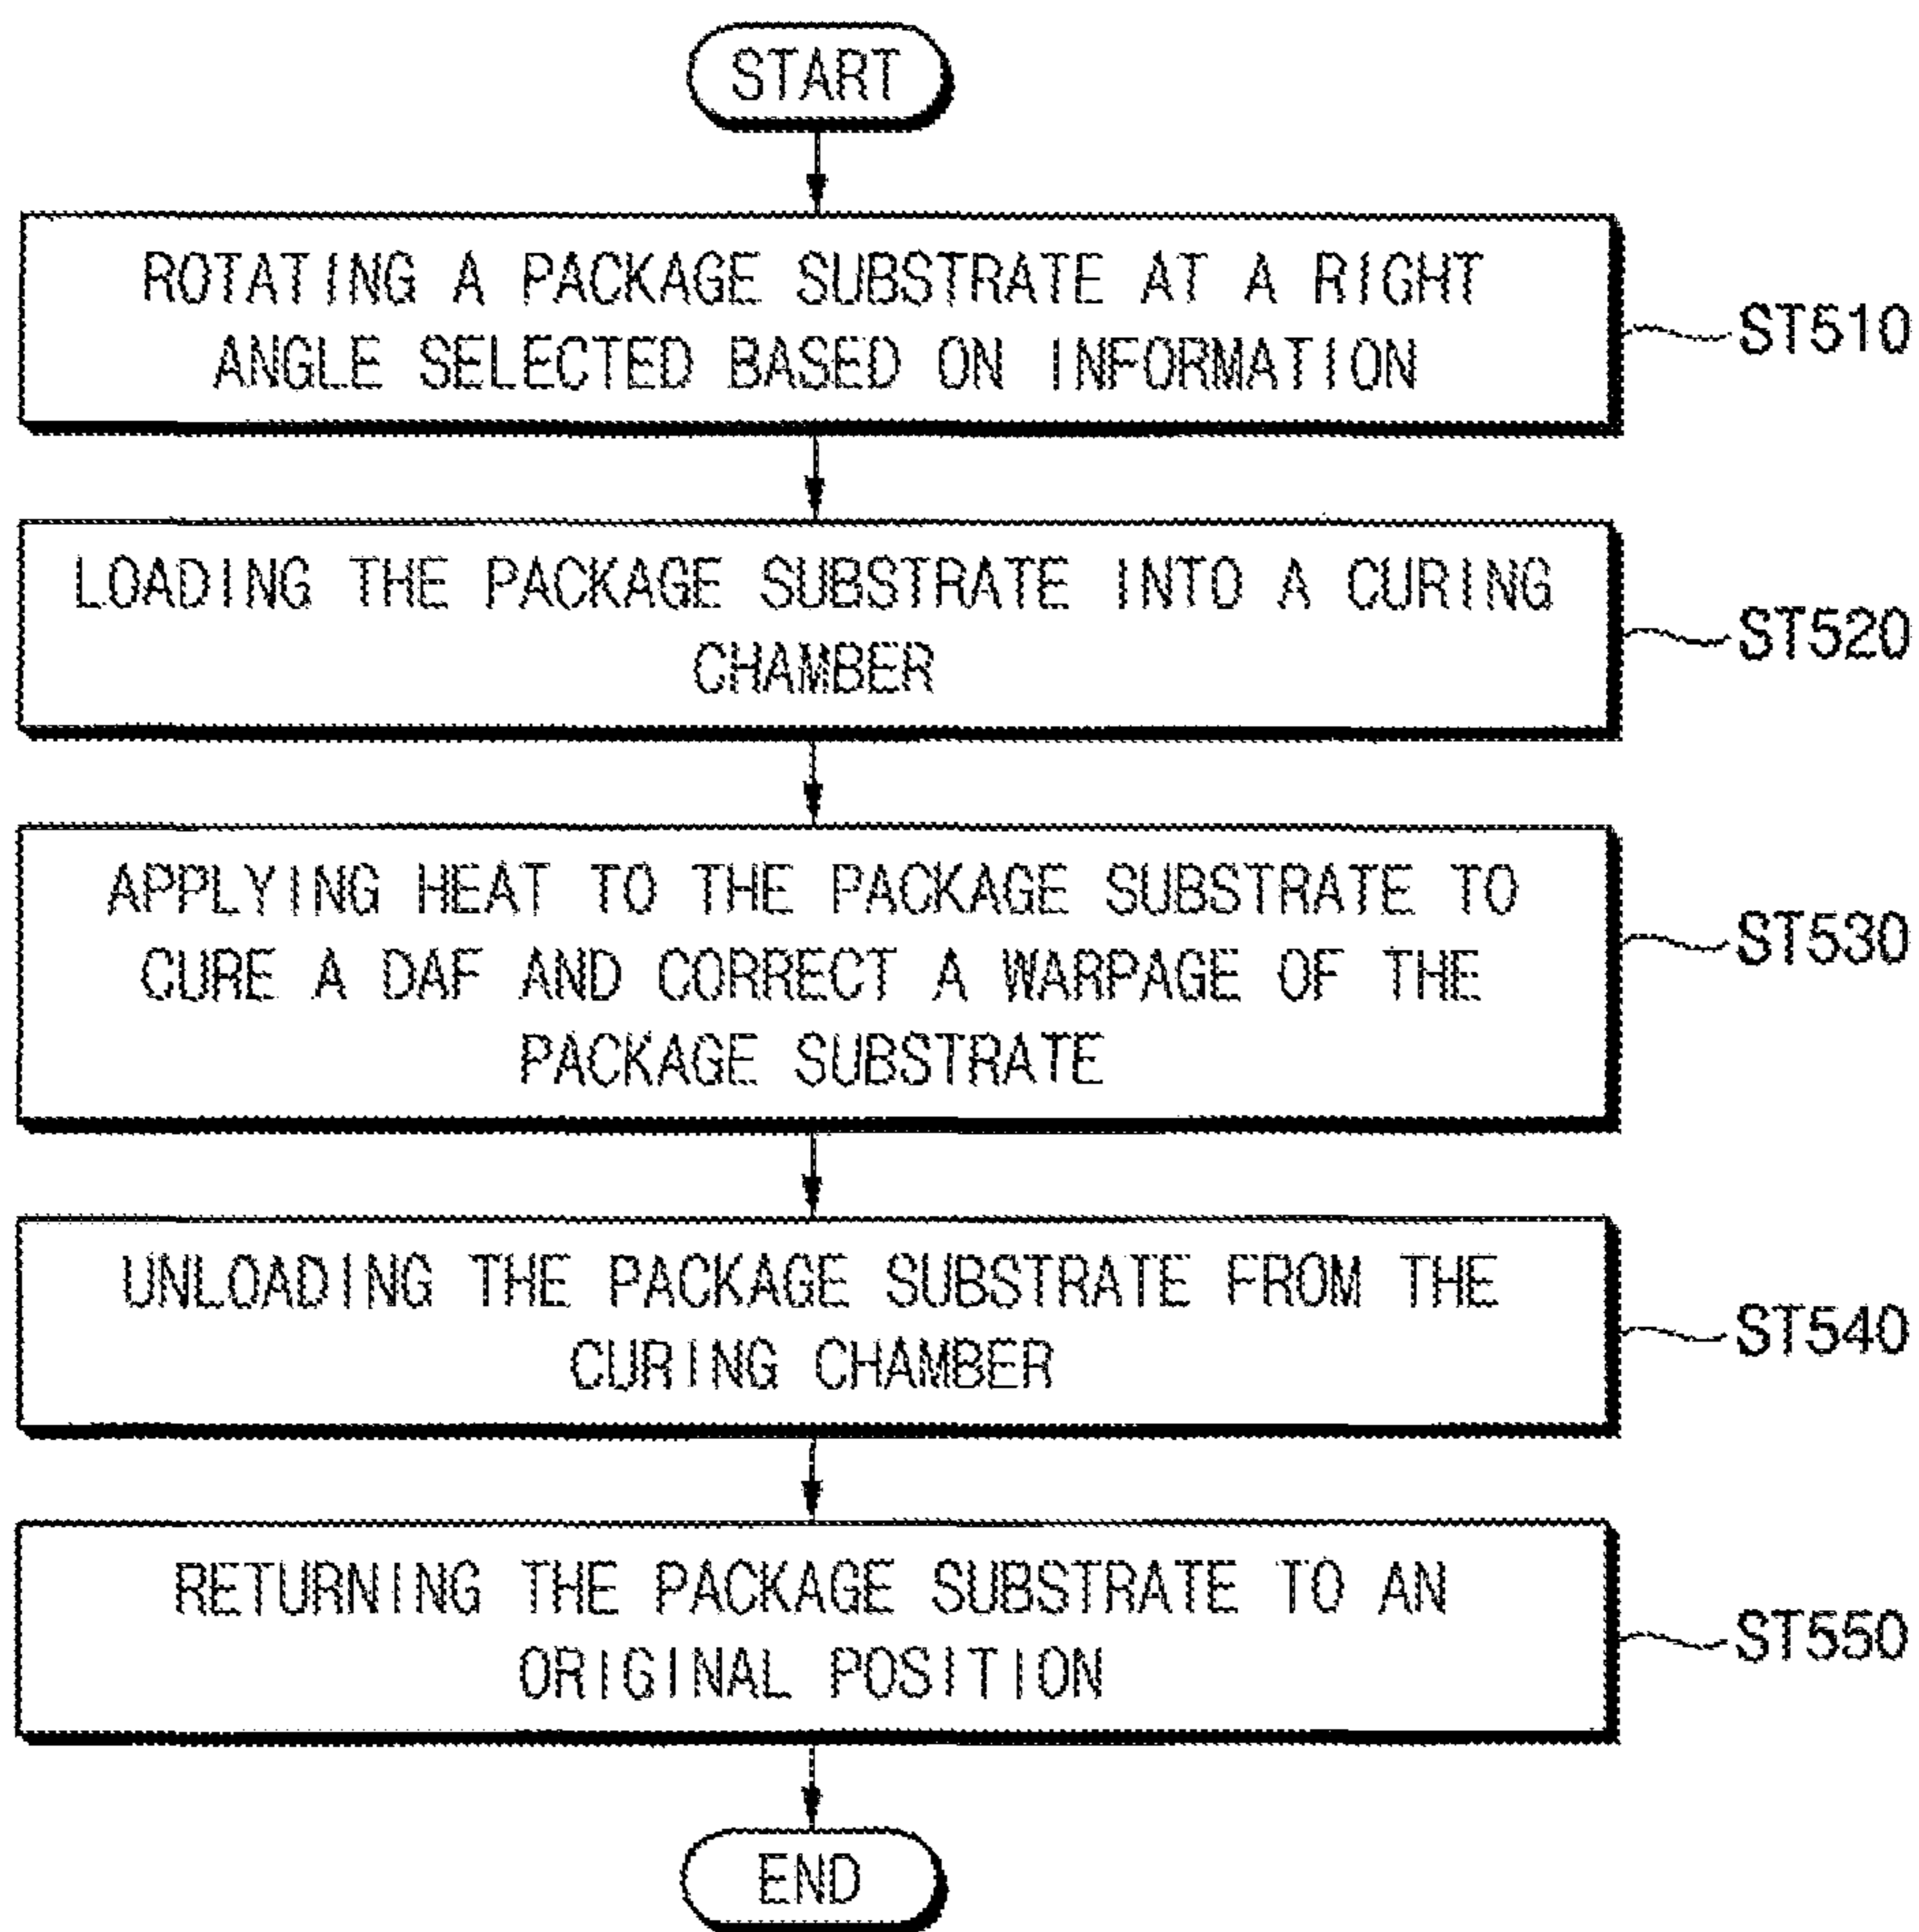 START
ROTATING A PACKAGE SUBSTRATE AT A RIGHT
ANGLE SELECTED BASED ON INFORMATION
ST510
LOADING THE PACKAGE SUBSTRATE INTO A CURING
CHAMBER
ST520
APPLYING HEAT TO THE PACKAGE SUBSTRATE TO
CURE A DAF AND CORRECT A WARPAGE OF THE
PACKAGE SUBSTRATE
ST530
UNLOADING THE PACKAGE SUBSTRATE FROM THE
CURING CHAMBER
ST540
RETURNING THE PACKAGE SUBSTRATE TO AN
ORIGINAL POSITION
ST550
END